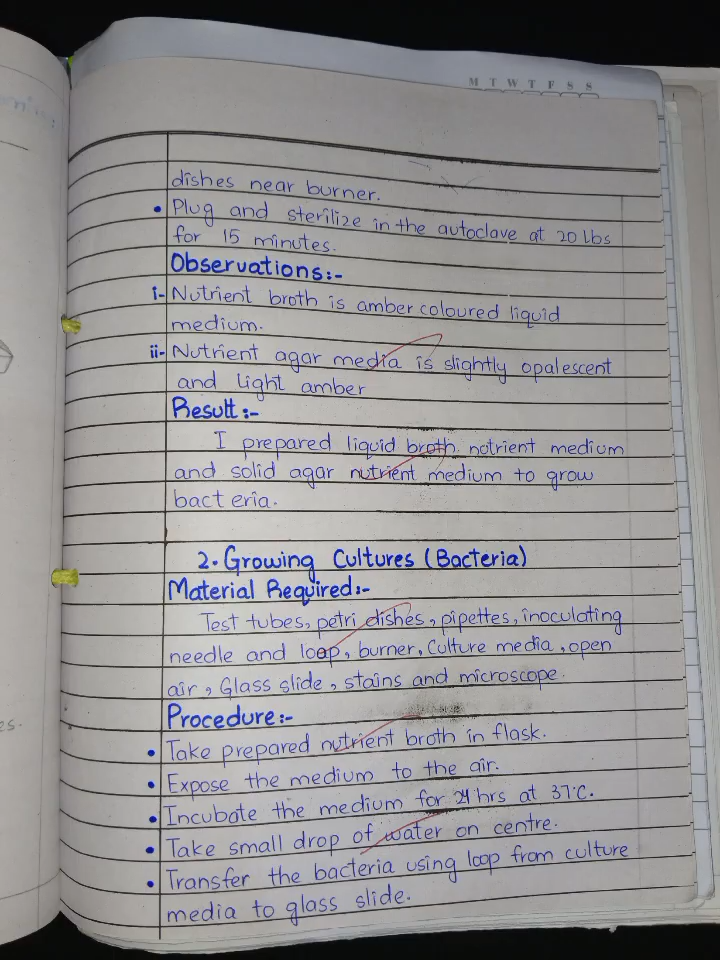 M T W T F S S
dishes near burner.
• Plug and sterilize in the autoclave at 20 lbs
for 15 minutes.
Observations:-
i- Nutrient broth is amber coloured liquid
medium.
ii- Nutrient agar media is slightly opalescent
and light amber
Result:-
I prepared liquid broth notrient medium
and solid agar nutrient medium to grow
bacteria.
2. Growing Cultures (Bacteria)
Material Required:-
Test tubes, petri dishes, pipettes, inoculating
needle and loop, burner, Culture media, open
air, Glass slide, stains and microscope.
Procedure:-
• Take prepared nutrient broth in flask.
• Expose the medium to the air.
• Incubate the medium for 24 hrs at 37°C.
• Take small drop of water on centre.
• Transfer the bacteria using loop from culture
media to glass slide.
es.